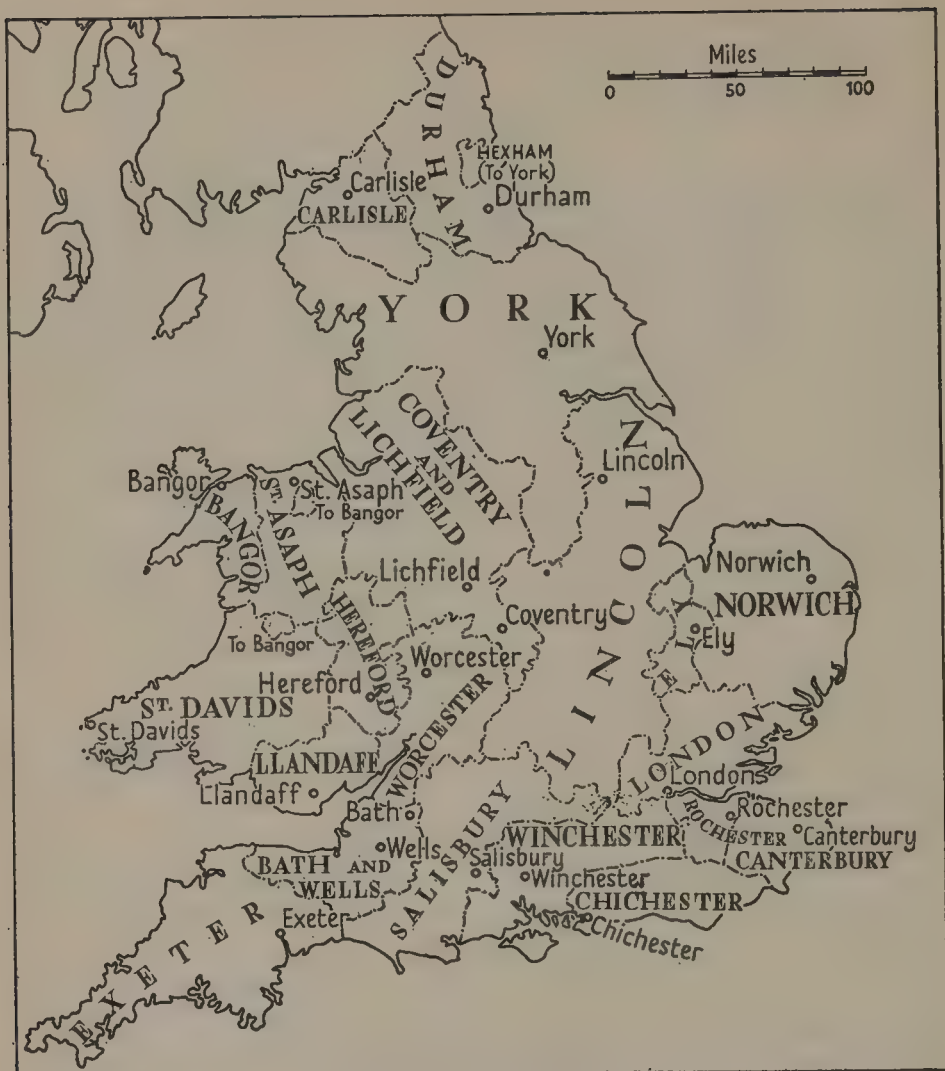 Miles
0 50 100
DURHAM
HEXHAM
(To York)
Carlisle
Durham
CARLISLE
YORK
York
COVENTRY
AND
LICHFIELD
LINCOLN
Lincoln
Bangor
BANGOR
ST. ASAPH
St. Asaph
To Bangor
Lichfield
Norwich
NORWICH
HEREFORD
Coventry
ELY
Ely
To Bangor
Worcester
Hereford
ST. DAVIDS
St. Davids
WORCESTER
LLANDAFF
Llandaff
LONDON
London
Bath
SALISBURY
ROCHESTER
Rochester
WINCHESTER
Canterbury
CANTERBURY
Wells
BATH AND
WELLS
Salisbury
Winchester
CHICHESTER
Chichester
Exeter
EXETER